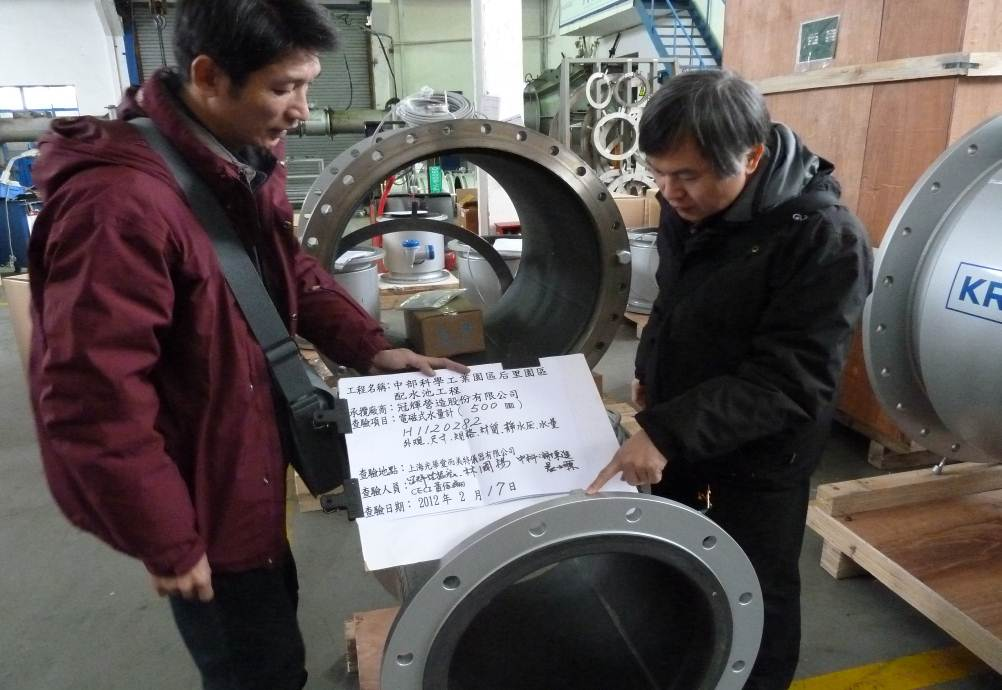 工程名稱：中部科學工業園區后里園區
配水池工程
承攬廠商：冠輝營造股份有限公司
查驗項目：電磁式水量計(500㎜)
H1120282
外觀、尺寸、規格、材質、靜水压、水量
查驗地點：上海光華愛而美特儀器有限公司
查驗人員：林國揚
CECI
查驗日期：2012年2月17日
KR